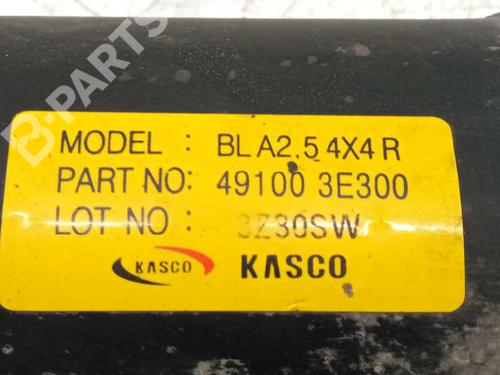 B-PARTS
MODEL : BL A2.5 4X4 R
PART NO: 49100 3E300
LOT NO : 3Z30SW
KASCO KASCO